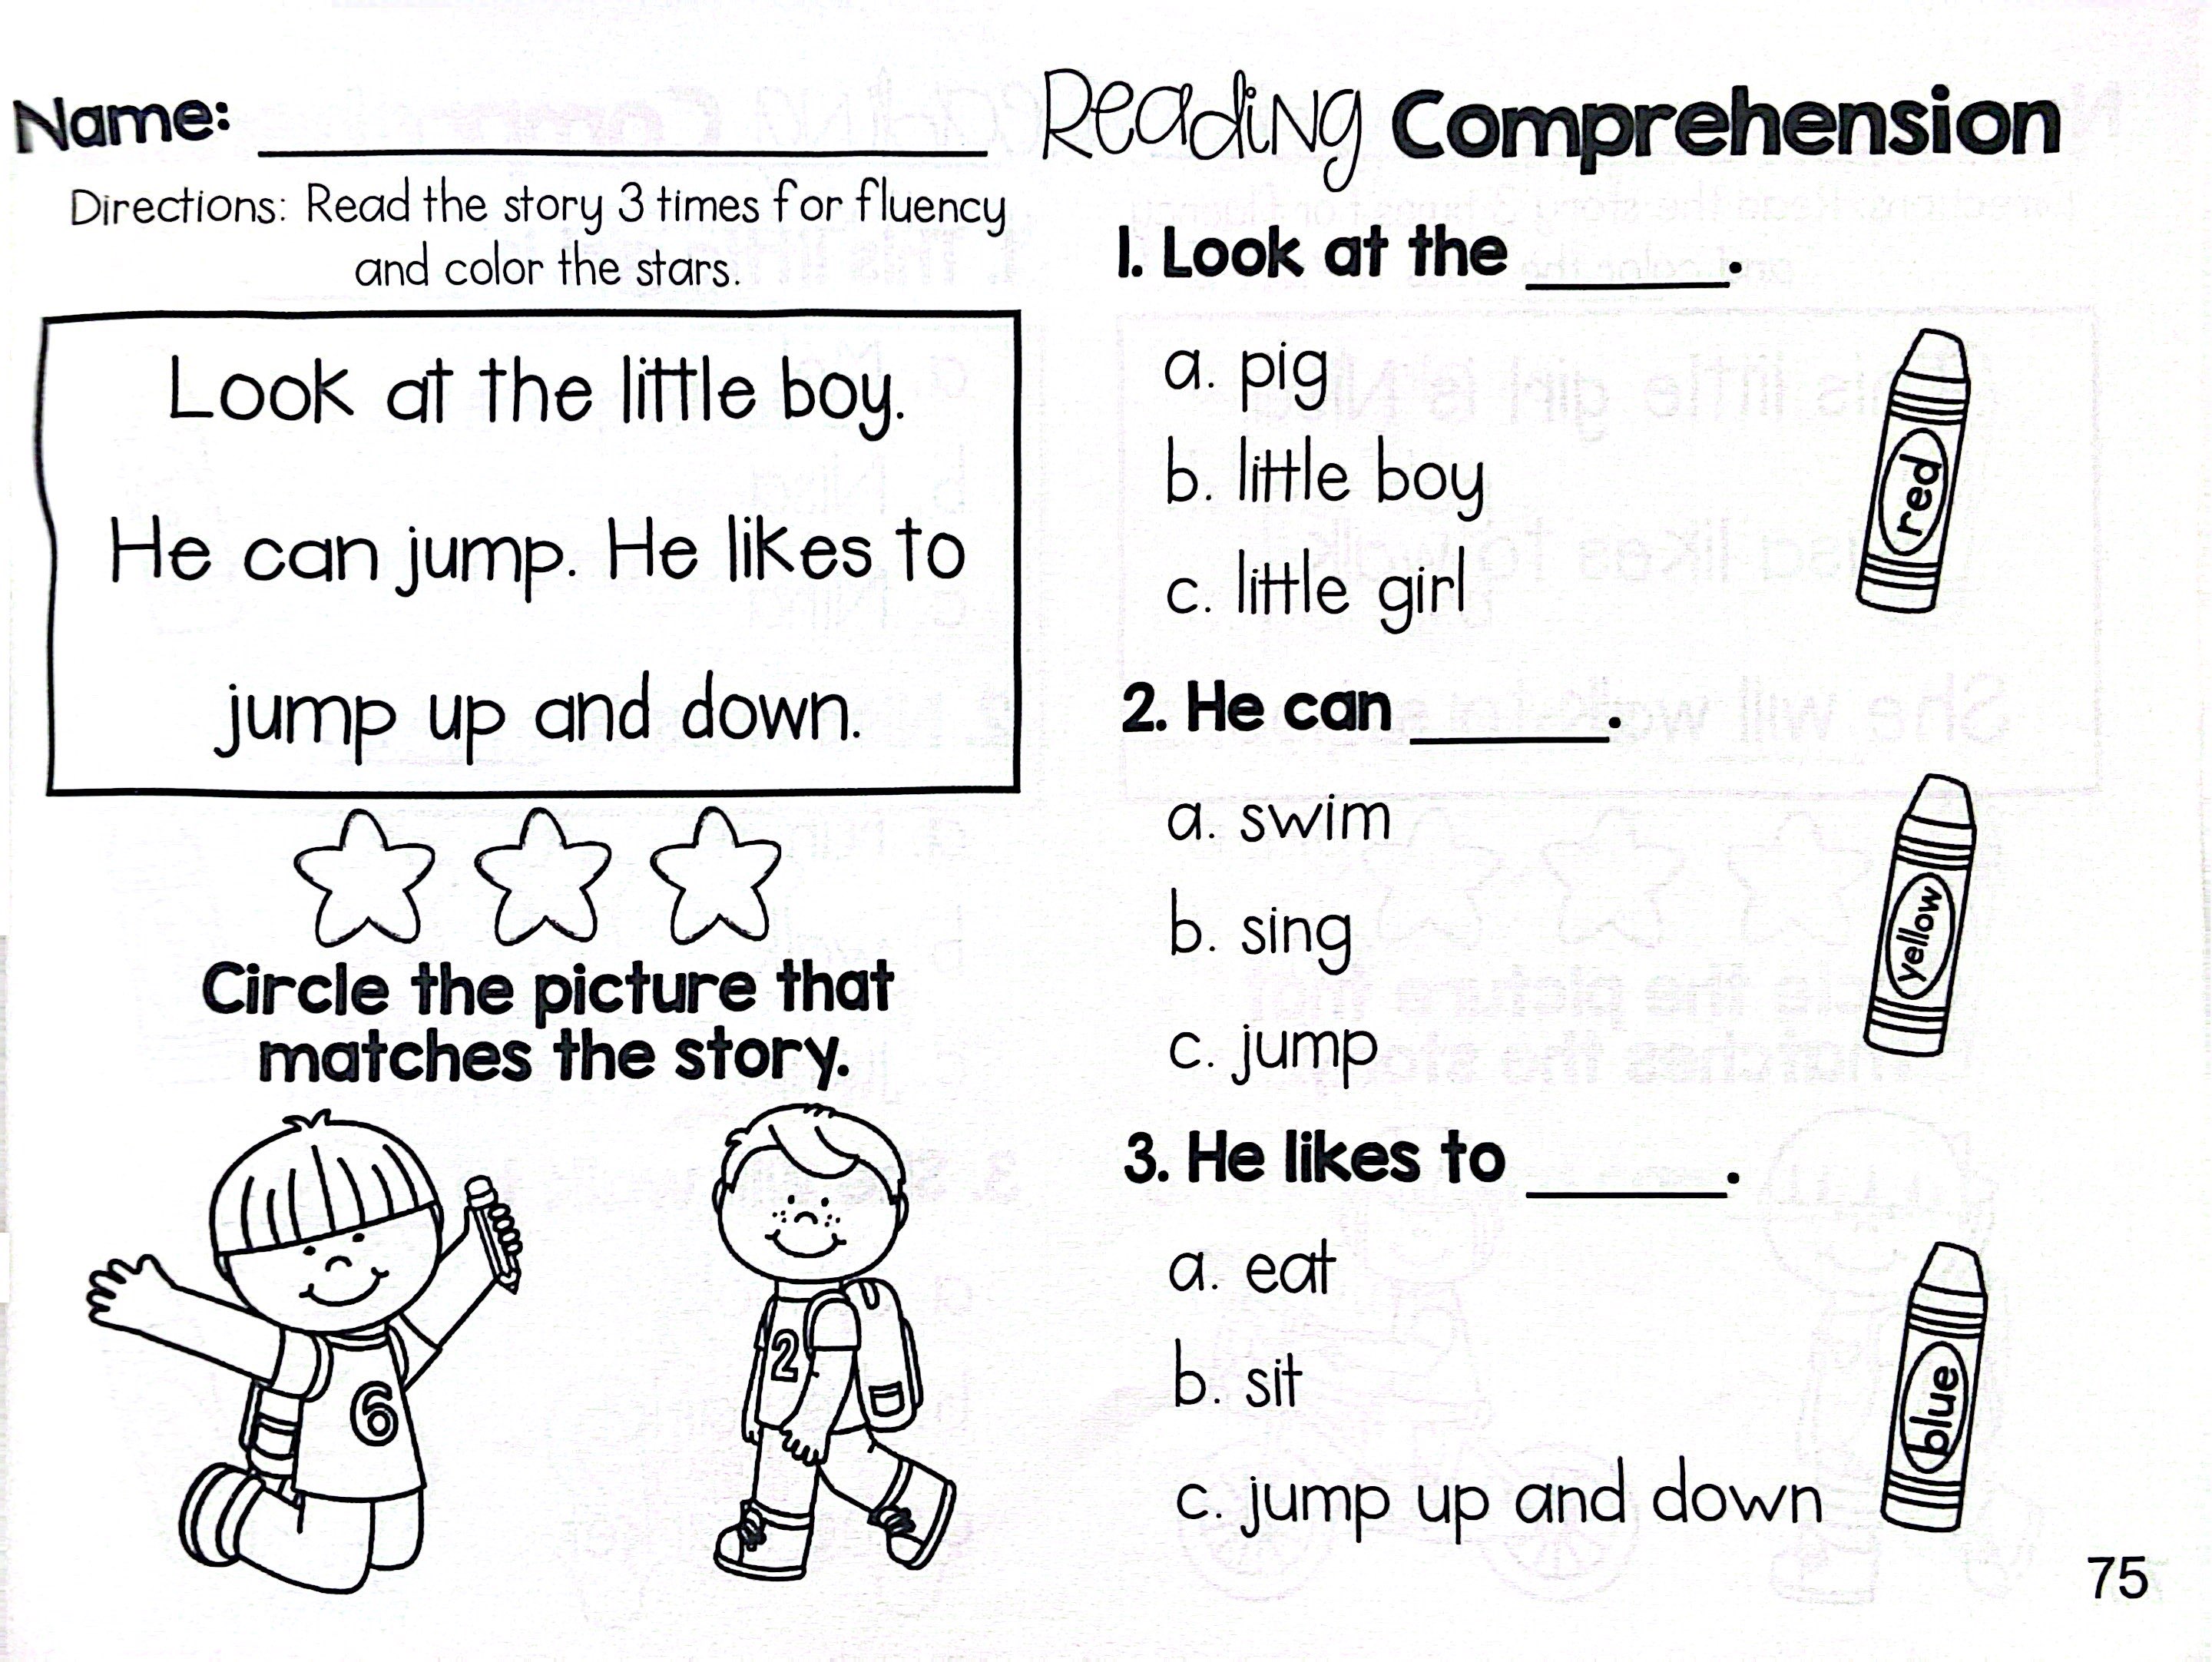 Name:
Directions: Read the story 3 times for fluency
and color the stars.
Look at the little boy.
He can jump. He likes to
jump up and down.
Circle the picture that
matches the story.
6
2
Reading Comprehension
1. Look at the ______.
a. pig
b. little boy
c. little girl
red
2. He can ______.
a. swim
b. sing
c. jump
yellow
3. He likes to ______.
a. eat
b. sit
c. jump up and down
blue
75